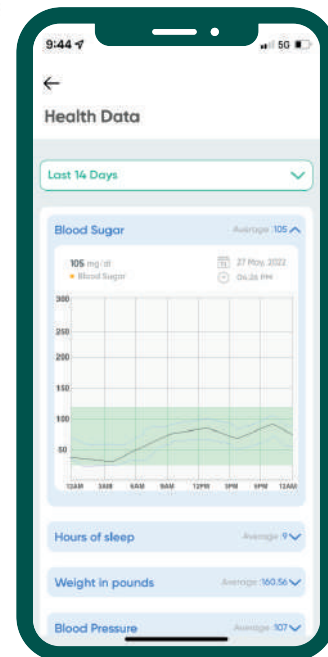 9:44 5G
Health Data
Last 14 Days
Blood Sugar Average 105
105 mg/dl 27 May, 2022
Blood Sugar 04:26 PM
300
250
200
150
100
50
12AM 3AM 6AM 9AM 12PM 3PM 6PM 12AM
Hours of sleep Average 9
Weight in pounds Average 160.56
Blood Pressure Average 107